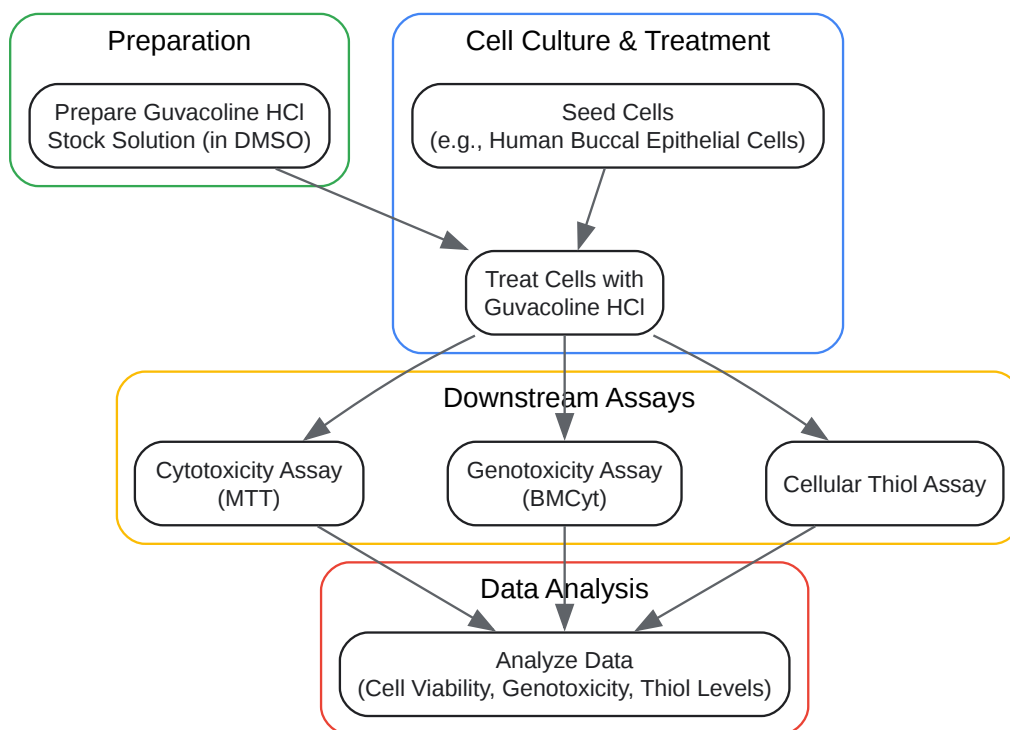 Preparation
Prepare Guvacoline HCl
Stock Solution (in DMSO)
Cell Culture & Treatment
Seed Cells
(e.g., Human Buccal Epithelial Cells)
Treat Cells with
Guvacoline HCl
Downstream Assays
Cytotoxicity Assay
(MTT)
Genotoxicity Assay
(BMCyt)
Cellular Thiol Assay
Data Analysis
Analyze Data
(Cell Viability, Genotoxicity, Thiol Levels)